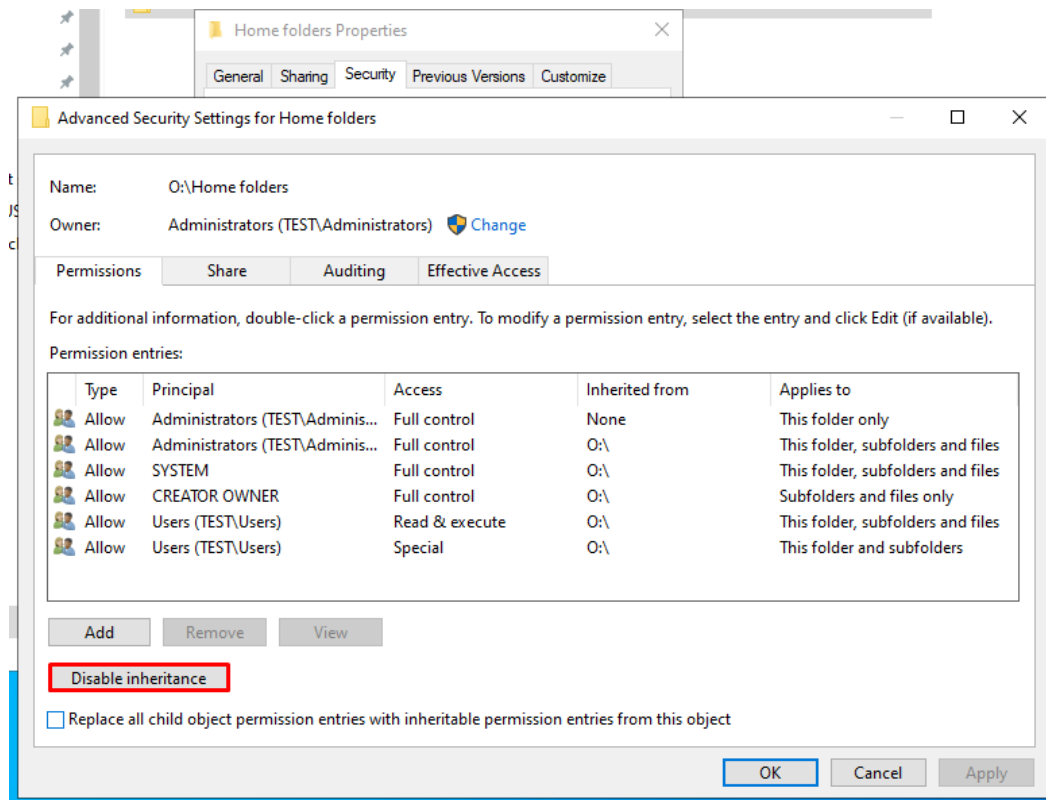 Home folders Properties
General Sharing Security Previous Versions Customize
Advanced Security Settings for Home folders
Name: O:\Home folders
Owner: Administrators (TEST\Administrators) Change
Permissions Share Auditing Effective Access
For additional information, double-click a permission entry. To modify a permission entry, select the entry and click Edit (if available).
Permission entries:
Type Principal Access Inherited from Applies to
Allow Administrators (TEST\Adminis... Full control None This folder only
Allow Administrators (TEST\Adminis... Full control O:\ This folder, subfolders and files
Allow SYSTEM Full control O:\ This folder, subfolders and files
Allow CREATOR OWNER Full control O:\ Subfolders and files only
Allow Users (TEST\Users) Read & execute O:\ This folder, subfolders and files
Allow Users (TEST\Users) Special O:\ This folder and subfolders
Add Remove View
Disable inheritance
Replace all child object permission entries with inheritable permission entries from this object
OK Cancel Apply